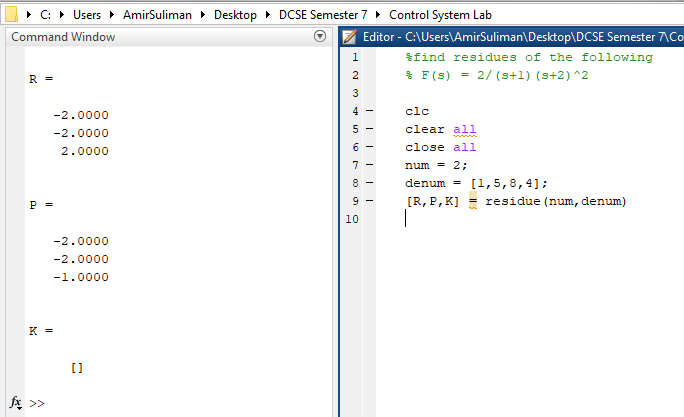 C: ▸ Users ▸ AmirSuliman ▸ Desktop ▸ DCSE Semester 7 ▸ Control System Lab
Command Window
R =
-2.0000
-2.0000
2.0000
P =
-2.0000
-2.0000
-1.0000
K =
[]
fx >>
Editor - C:\Users\AmirSuliman\Desktop\DCSE Semester 7\Co
1 %find residues of the following
2 % F(s) = 2/(s+1)(s+2)^2
3
4 – clc
5 – clear all
6 – close all
7 – num = 2;
8 – denum = [1,5,8,4];
9 – [R,P,K] = residue(num,denum)
10